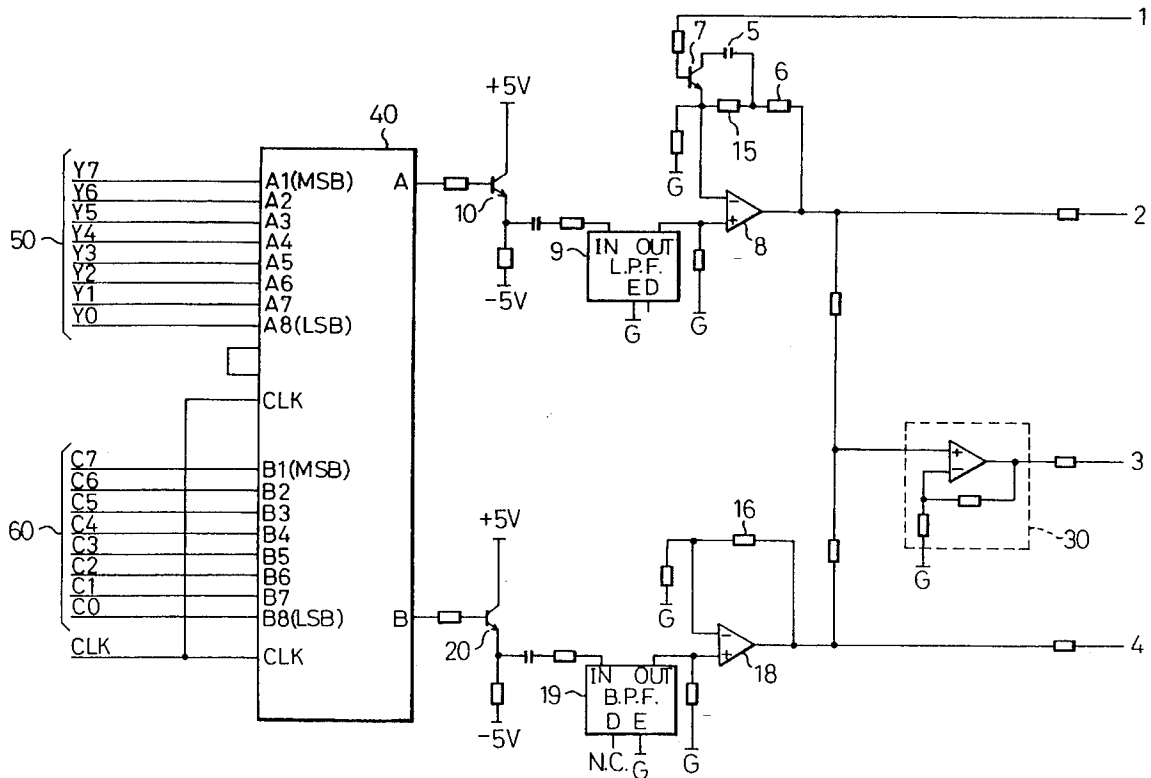 1
7
5
6
+5V
40
15
G
Y7
Y6
Y5
Y4
Y3
Y2
Y1
Y0
50
A1(MSB)
A2
A3
A4
A5
A6
A7
A8(LSB)
A
10
-5V
9
IN OUT
L.P.F.
E D
G
G
8
2
CLK
C7
C6
C5
C4
C3
C2
C1
C0
60
B1(MSB)
B2
B3
B4
B5
B6
B7
B8(LSB)
B
CLK
CLK
+5V
20
-5V
19
IN OUT
B.P.F.
D E
N.C.
G
G
G
16
18
3
30
G
4